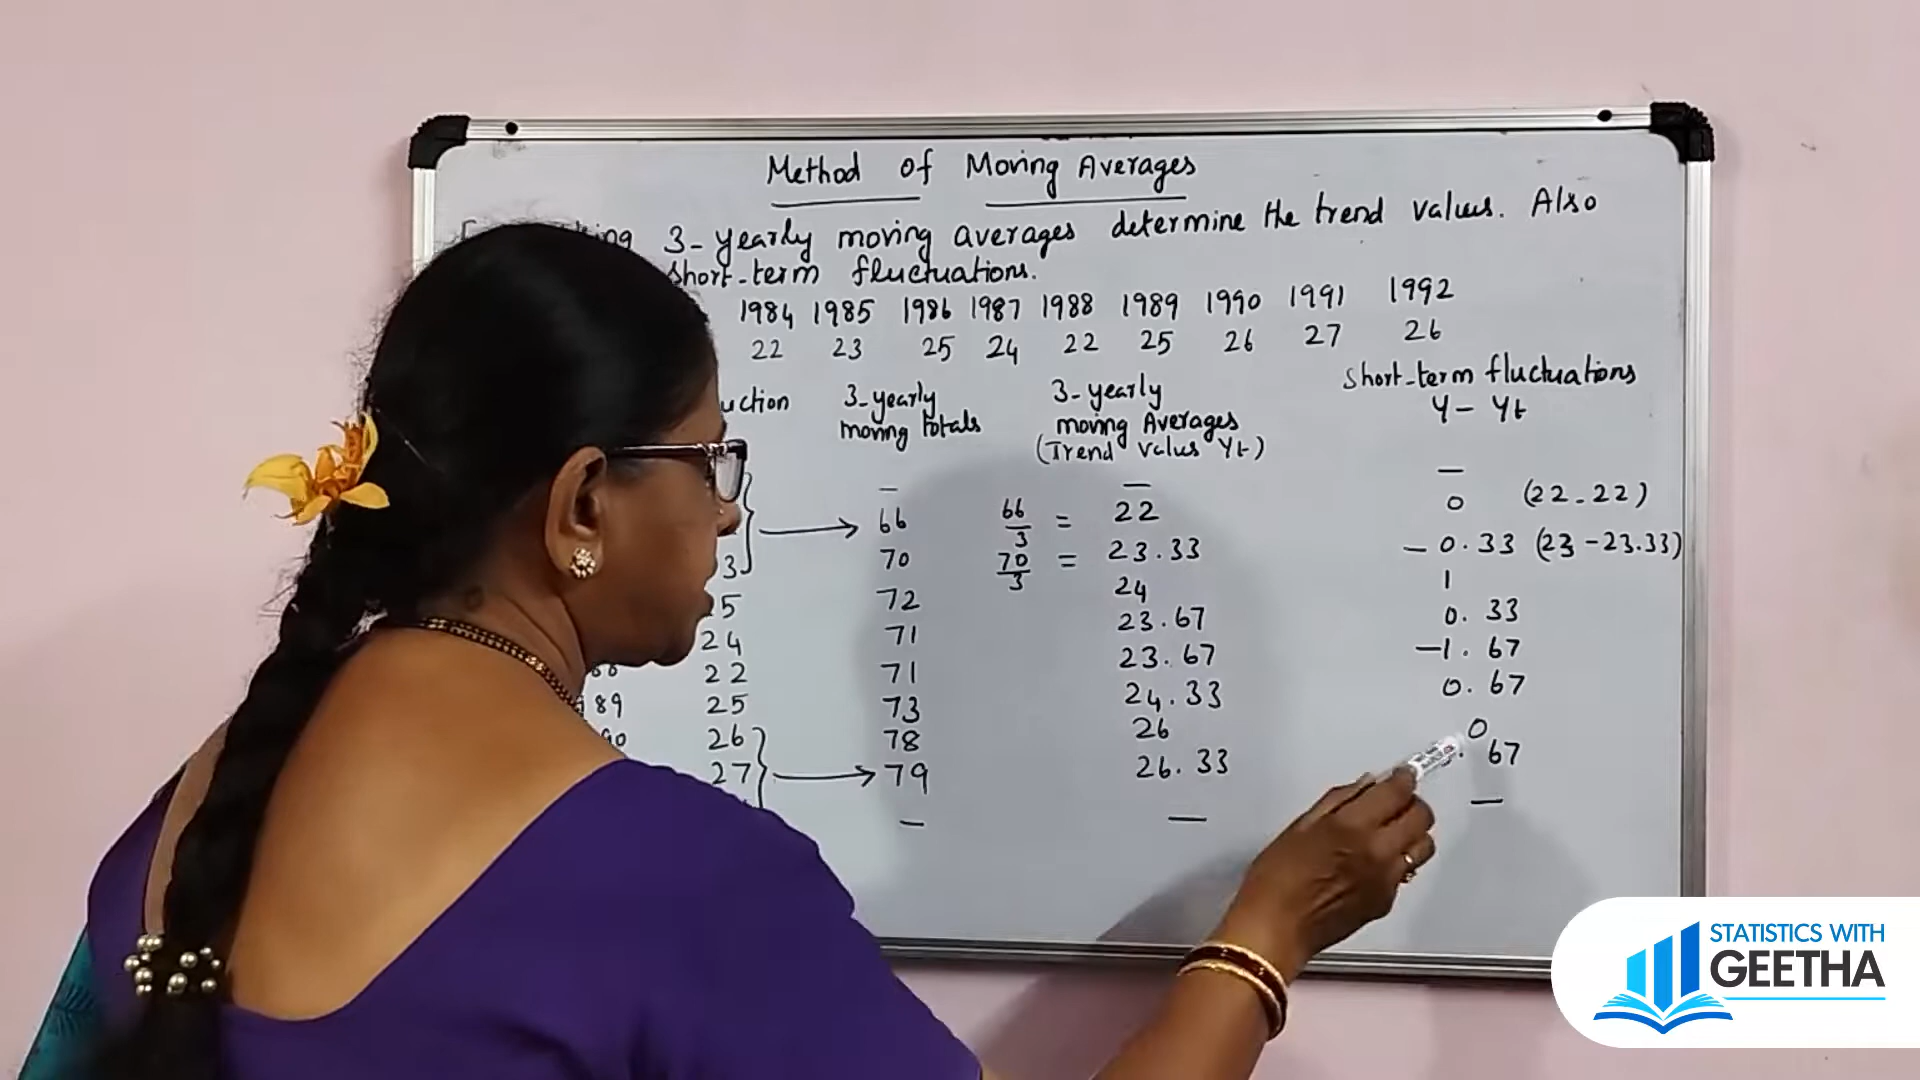 Method of Moving Averages
3-yearly moving averages determine the trend values. Also
short-term fluctuations.
1984 1985 1986 1987 1988 1989 1990 1991 1992
22 23 25 24 22 25 26 27 26
uction 3-yearly moving totals 3-yearly moving Averages (Trend Values Yt) Short-term fluctuations Y - Yt
— — —
66 66/3 = 22 0 (22-22)
3 70 70/3 = 23.33 -0.33 (23-23.33)
25 72 24 1
24 71 23.67 0.33
88 22 71 23.67 -1.67
89 25 73 24.33 0.67
90 26 78 26 0
27 79 26.33 .67
— — —
STATISTICS WITH
GEETHA